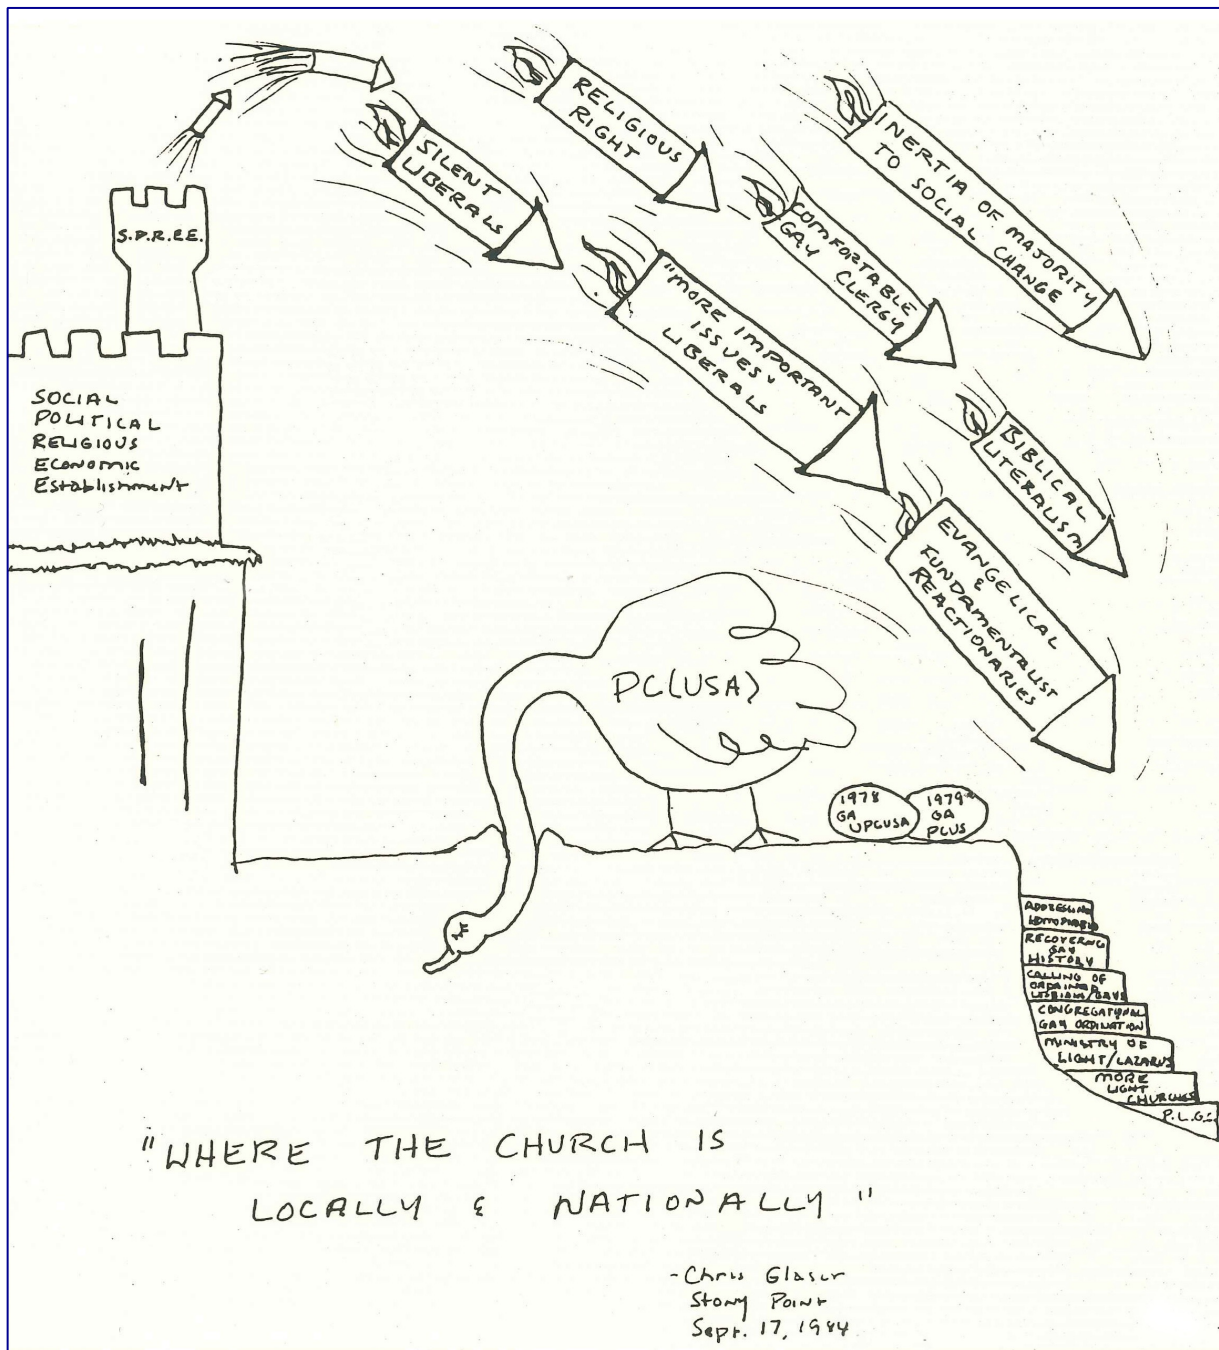 S.P.R.E.E.
SOCIAL
POLITICAL
RELIGIOUS
ECONOMIC
Establishment
SILENT
LIBERALS
RELIGIOUS
RIGHT
INERTIA OF MAJORITY
TO SOCIAL CHANGE
"MORE IMPORTANT
ISSUES"
LIBERALS
COMFORTABLE
GAY CLERGY
BIBLICAL
LITERALISM
EVANGELICAL
&
FUNDAMENTALIST
REACTIONARIES
PC(USA)
1978
GA
UPCUSA
1979
GA
PCUS
ADDRESSING
HOMOPHOBIA
RECOVERING
GAY
HISTORY
CALLING OF
ORDAINED
LESBIANS/GAYS
CONGREGATIONAL
GAY ORDINATION
MINISTRY OF
LIGHT/LAZARUS
MORE
LIGHT
CHURCHES
P.L.G.C.
"WHERE THE CHURCH IS
LOCALLY & NATIONALLY"
-Chris Glaser
Stony Point
Sept. 17, 1984